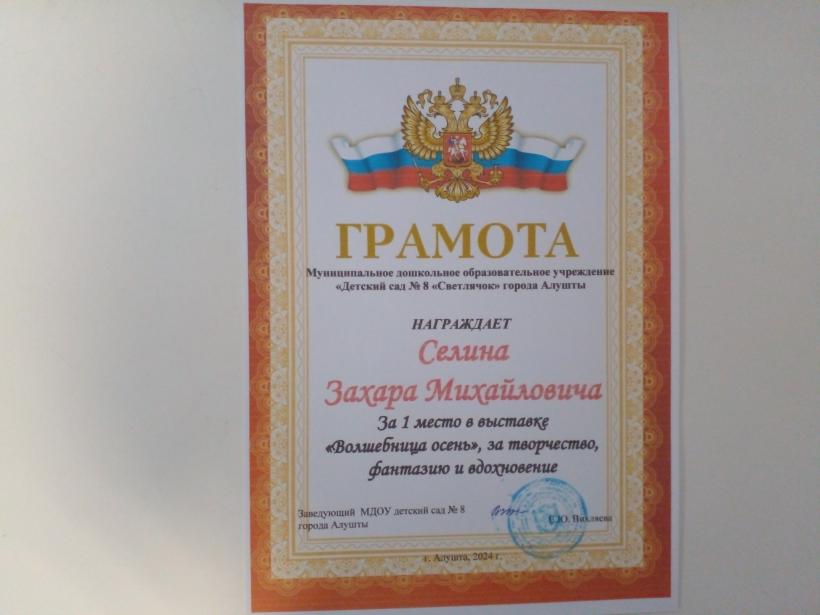 ГРАМОТА
Муниципальное дошкольное образовательное учреждение
«Детский сад № 8 «Светлячок» города Алушты
НАГРАЖДАЕТ
Селина
Захара Михайловича
За 1 место в выставке
«Волшебница осень», за творчество,
фантазию и вдохновение
Заведующий МДОУ детский сад № 8
города Алушты
г. Алушта, 2024 г.